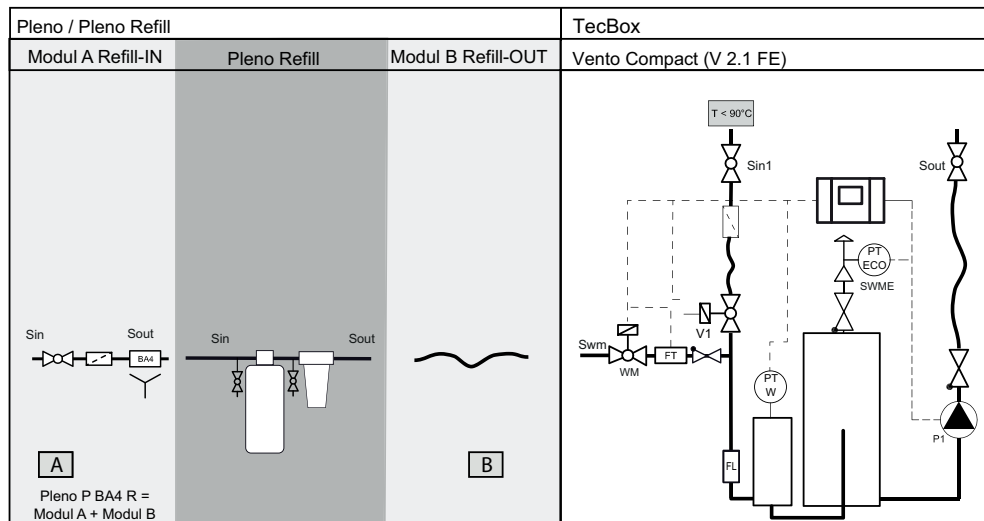 Pleno / Pleno Refill
TecBox
Modul A Refill-IN
Pleno Refill
Modul B Refill-OUT
Vento Compact (V 2.1 FE)
T < 90°C
Sin1
Sout
PT
ECO
SWME
V1
Sin
Sout
BA4
Sin
Sout
Swm
WM
FT
PT
W
P1
FL
A
B
Pleno P BA4 R =
Modul A + Modul B